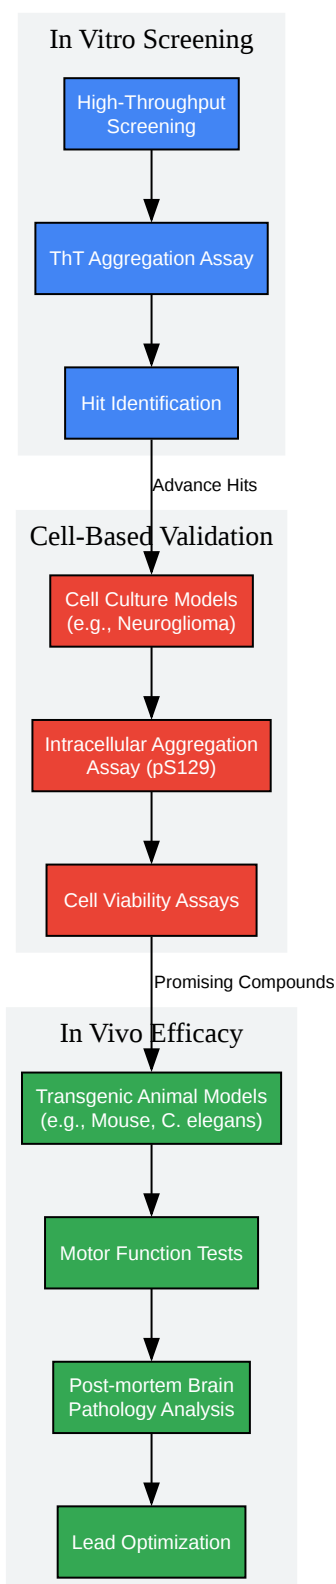 In Vitro Screening
High-Throughput
Screening
ThT Aggregation Assay
Hit Identification
Advance Hits
Cell-Based Validation
Cell Culture Models
(e.g., Neuroglioma)
Intracellular Aggregation
Assay (pS129)
Cell Viability Assays
Promising Compounds
In Vivo Efficacy
Transgenic Animal Models
(e.g., Mouse, C. elegans)
Motor Function Tests
Post-mortem Brain
Pathology Analysis
Lead Optimization